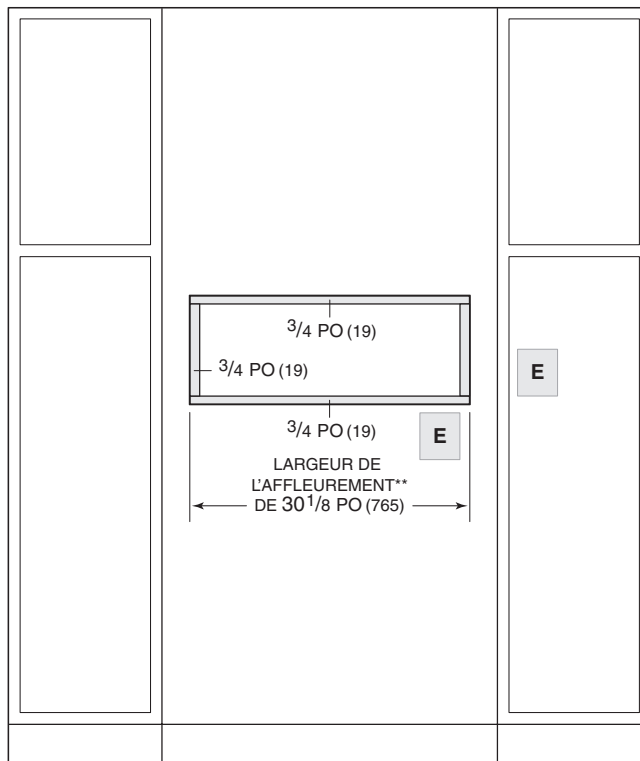 3/4 PO (19)
3/4 PO (19)
E
3/4 PO (19)
E
LARGEUR DE
L'AFFLEUREMENT**
DE 30 1/8 PO (765)